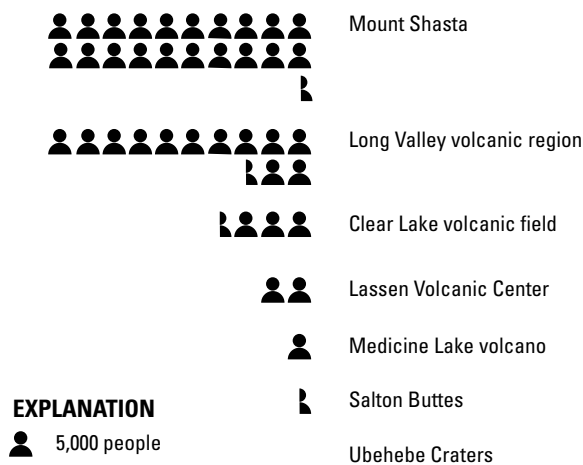 Mount Shasta
Long Valley volcanic region
Clear Lake volcanic field
Lassen Volcanic Center
Medicine Lake volcano
Salton Buttes
Ubehebe Craters
EXPLANATION
5,000 people